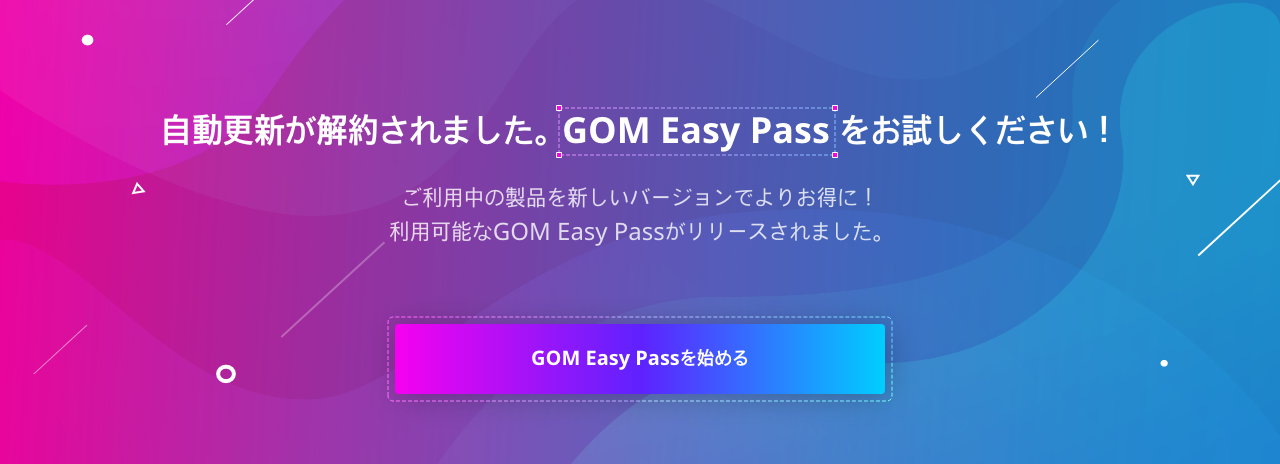 自動更新が解約されました。GOM Easy Pass をお試しください！
ご利用中の製品を新しいバージョンでよりお得に！
利用可能なGOM Easy Passがリリースされました。
GOM Easy Passを始める